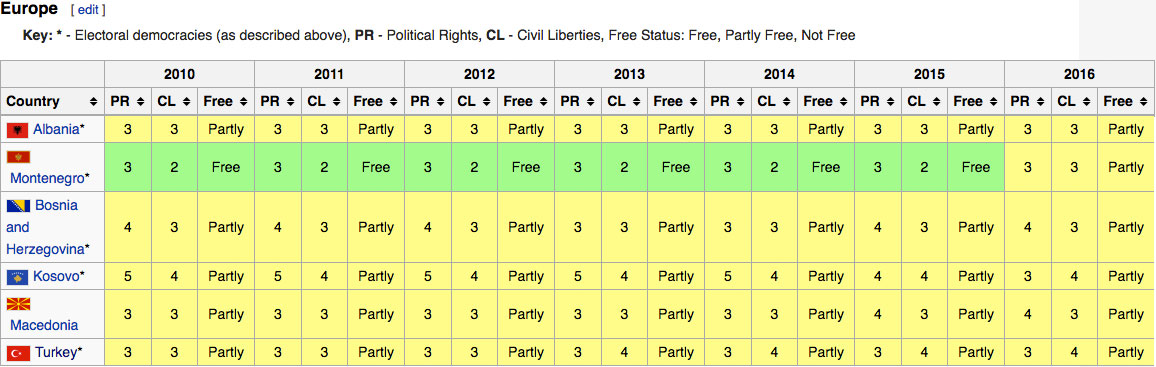 Europe [ edit ]
Key: * - Electoral democracies (as described above), PR - Political Rights, CL - Civil Liberties, Free Status: Free, Partly Free, Not Free
2010 2011 2012 2013 2014 2015 2016
Country PR CL Free PR CL Free PR CL Free PR CL Free PR CL Free PR CL Free PR CL Free
Albania* 3 3 Partly 3 3 Partly 3 3 Partly 3 3 Partly 3 3 Partly 3 3 Partly 3 3 Partly
Montenegro* 3 2 Free 3 2 Free 3 2 Free 3 2 Free 3 2 Free 3 2 Free 3 3 Partly
Bosnia
and
Herzegovina* 4 3 Partly 4 3 Partly 4 3 Partly 3 3 Partly 3 3 Partly 4 3 Partly 4 3 Partly
Kosovo* 5 4 Partly 5 4 Partly 5 4 Partly 5 4 Partly 5 4 Partly 4 4 Partly 3 4 Partly
Macedonia 3 3 Partly 3 3 Partly 3 3 Partly 3 3 Partly 3 3 Partly 4 3 Partly 4 3 Partly
Turkey* 3 3 Partly 3 3 Partly 3 3 Partly 3 4 Partly 3 4 Partly 3 4 Partly 3 4 Partly